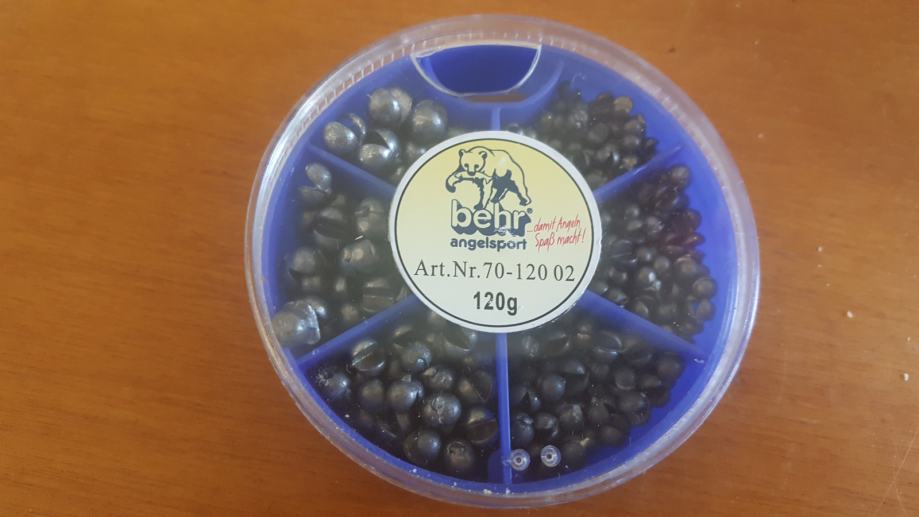 behr
angelsport
...damit Angeln
Spaß macht!
Art.Nr.70-120 02
120g